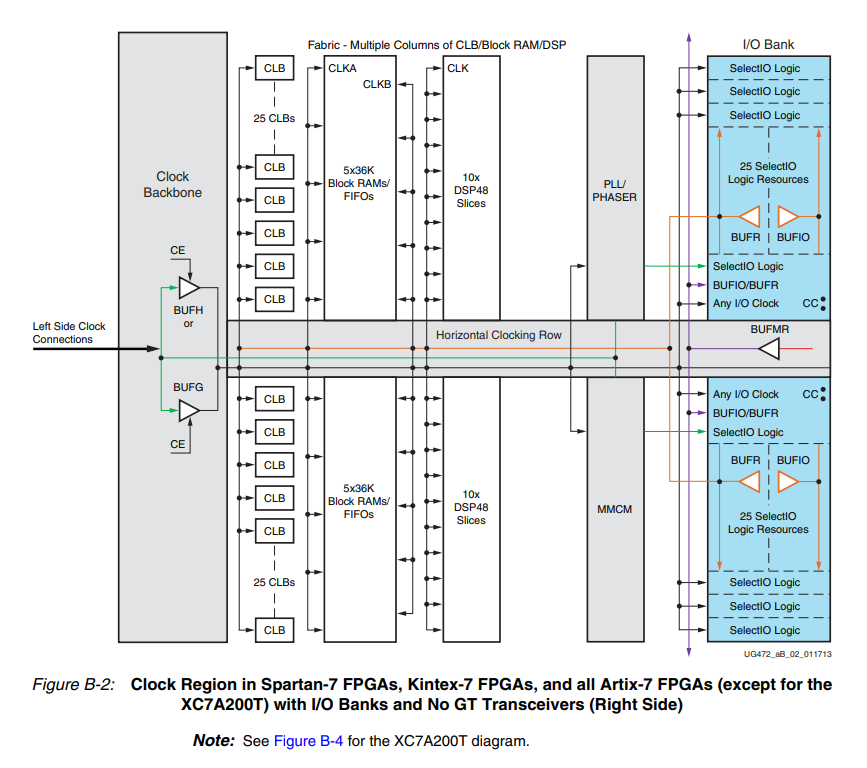 Fabric - Multiple Columns of CLB/Block RAM/DSP
I/O Bank
Clock
Backbone
CE
BUFH
or
BUFG
CE
Left Side Clock
Connections
CLB
25 CLBs
CLB
CLB
CLB
CLB
CLB
CLKA
CLKB
5x36K
Block RAMs/
FIFOs
CLK
10x
DSP48
Slices
PLL/
PHASER
SelectIO Logic
SelectIO Logic
SelectIO Logic
25 SelectIO
Logic Resources
BUFR
BUFIO
SelectIO Logic
BUFIO/BUFR
Any I/O Clock
CC
Horizontal Clocking Row
BUFMR
CLB
CLB
CLB
CLB
CLB
25 CLBs
CLB
5x36K
Block RAMs/
FIFOs
10x
DSP48
Slices
MMCM
Any I/O Clock
CC
BUFIO/BUFR
SelectIO Logic
BUFR
BUFIO
25 SelectIO
Logic Resources
SelectIO Logic
SelectIO Logic
SelectIO Logic
UG472_aB_02_011713
Figure B-2: Clock Region in Spartan-7 FPGAs, Kintex-7 FPGAs, and all Artix-7 FPGAs (except for the
XC7A200T) with I/O Banks and No GT Transceivers (Right Side)
Note: See Figure B-4 for the XC7A200T diagram.